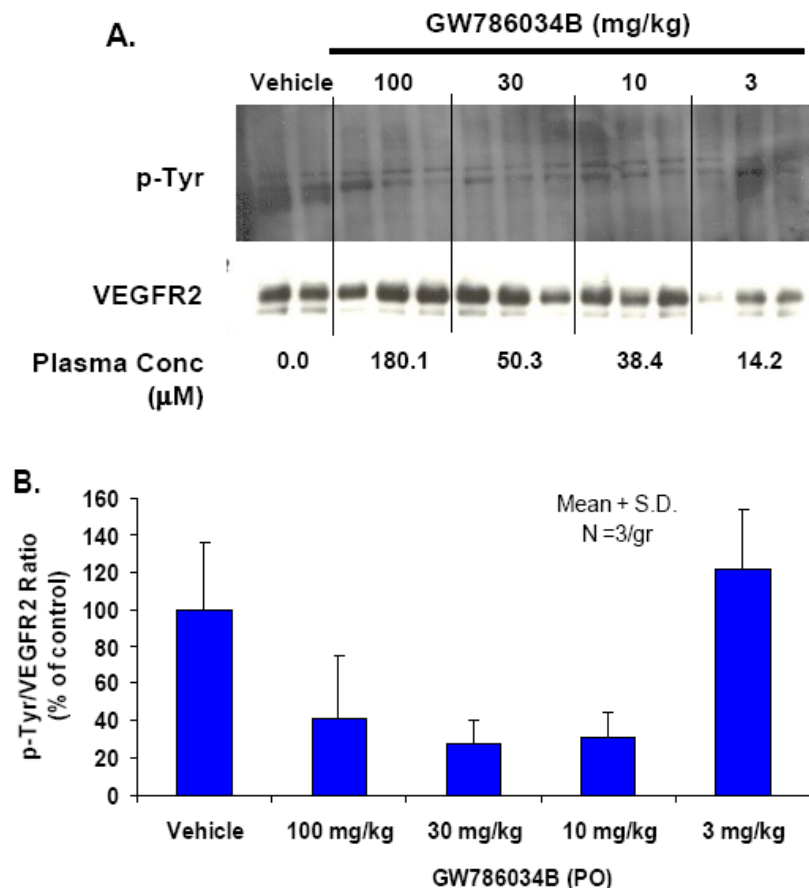 A.
GW786034B (mg/kg)
Vehicle 100 30 10 3
p-Tyr
VEGFR2
Plasma Conc 0.0 180.1 50.3 38.4 14.2
(μM)
B.
Mean + S.D.
N =3/gr
p-Tyr/VEGFR2 Ratio
(% of control)
160
140
120
100
80
60
40
20
0
Vehicle 100 mg/kg 30 mg/kg 10 mg/kg 3 mg/kg
GW786034B (PO)